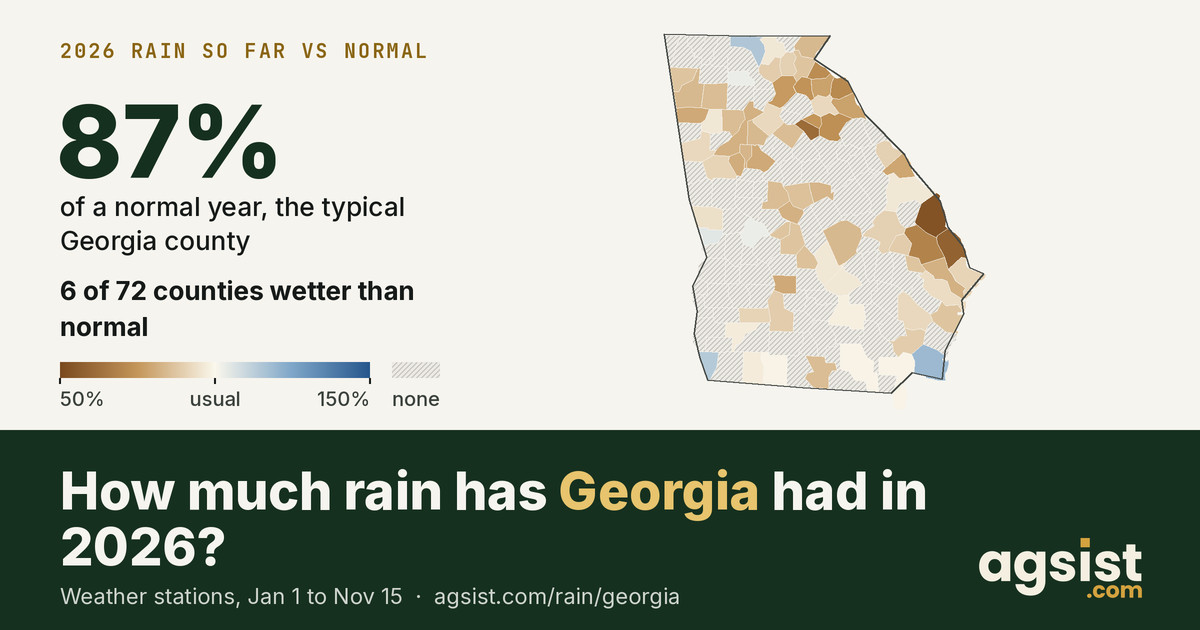 2026 RAIN SO FAR VS NORMAL
87%
of a normal year, the typical
Georgia county
6 of 72 counties wetter than
normal
50% usual 150% none
How much rain has Georgia had in
2026?
Weather stations, Jan 1 to Nov 15 · agsist.com/rain/georgia
agsist
.com